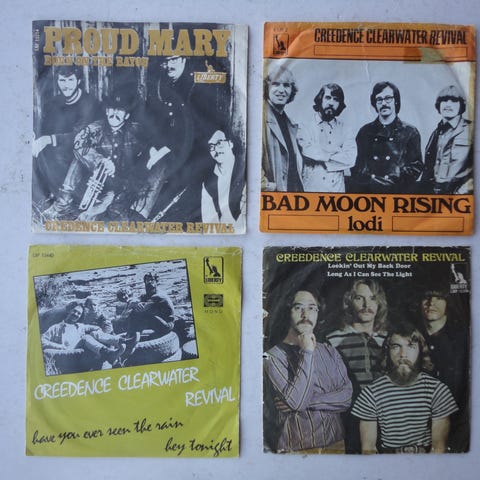 PROUD MARY
BORN ON THE BAYOU
LIBERTY
CREEDENCE CLEARWATER REVIVAL
CREEDENCE CLEARWATER REVIVAL
LIBERTY
BAD MOON RISING
lodi
LIBERTY
MONO
CREEDENCE CLEARWATER
REVIVAL
have you ever seen the rain
hey tonight
CREEDENCE CLEARWATER REVIVAL
Lookin' Out My Back Door
Long As I Can See The Light
LIBERTY